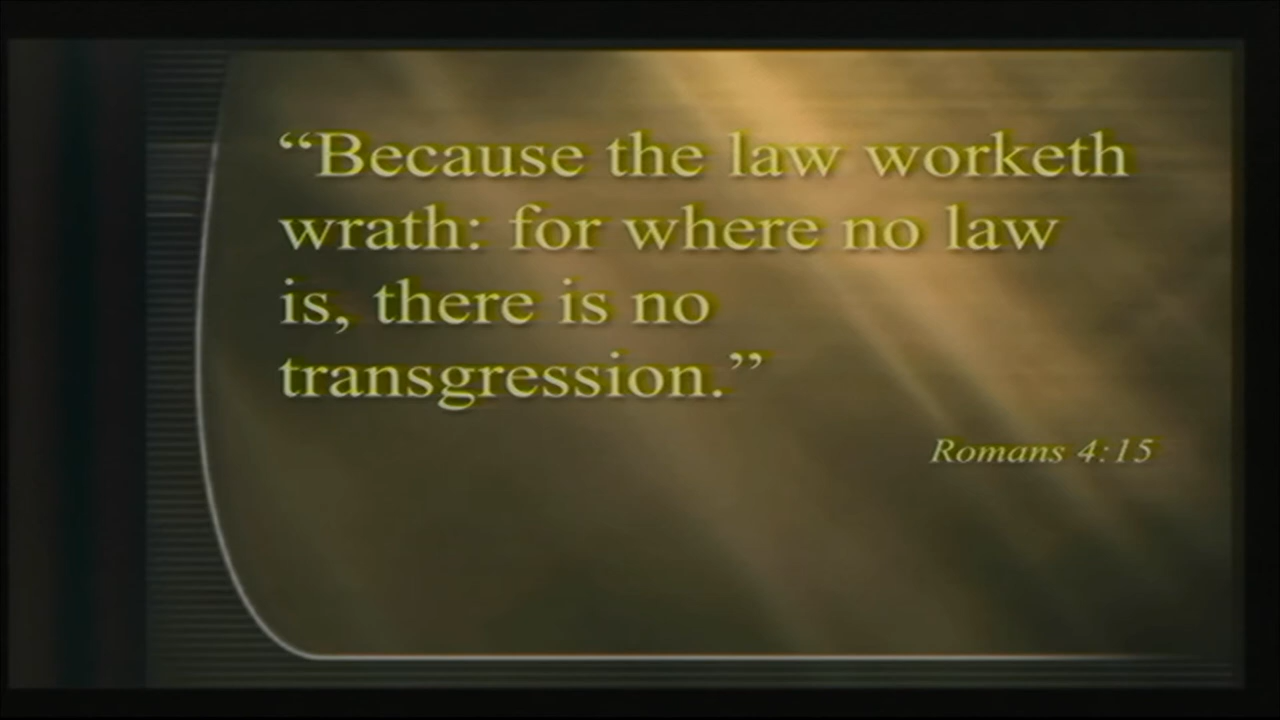 “Because the law worketh
wrath: for where no law
is, there is no
transgression.”
Romans 4:15